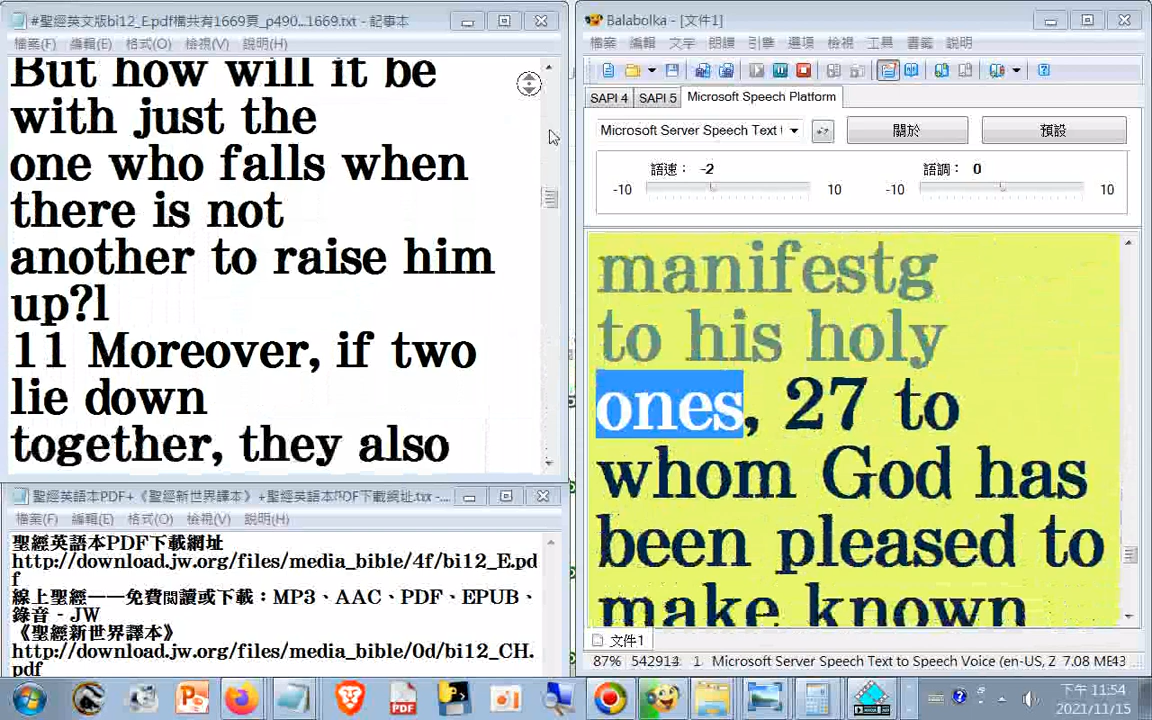 #聖經英文版bi12_E.pdf檔共有1669頁_p490...1669.txt - 記事本
檔案(F) 編輯(E) 格式(O) 檢視(V) 說明(H)
But how will it be
with just the
one who falls when
there is not
another to raise him
up?l
11 Moreover, if two
lie down
together, they also
聖經英語本PDF+《聖經新世界譯本》+聖經英語本PDF下載網址.txt - ...
檔案(F) 編輯(E) 格式(O) 檢視(V) 說明(H)
聖經英語本PDF下載網址
http://download.jw.org/files/media_bible/4f/bi12_E.pd
f
線上聖經——免費閱讀或下載：MP3、AAC、PDF、EPUB、
錄音 - JW
《聖經新世界譯本》
http://download.jw.org/files/media_bible/0d/bi12_CH.
pdf
Balabolka - [文件1]
檔案 編輯 文字 朗讀 引擎 選項 檢視 工具 書籤 說明
SAPI 4 SAPI 5 Microsoft Speech Platform
Microsoft Server Speech Text 關於 預設
語速： -2 語調： 0
-10 10 -10 10
manifestg
to his holy
ones, 27 to
whom God has
been pleased to
make known
文件1
87% 542914 1 Microsoft Server Speech Text to Speech Voice (en-US, Z 7.08 ME
下午 11:54
2021/11/15